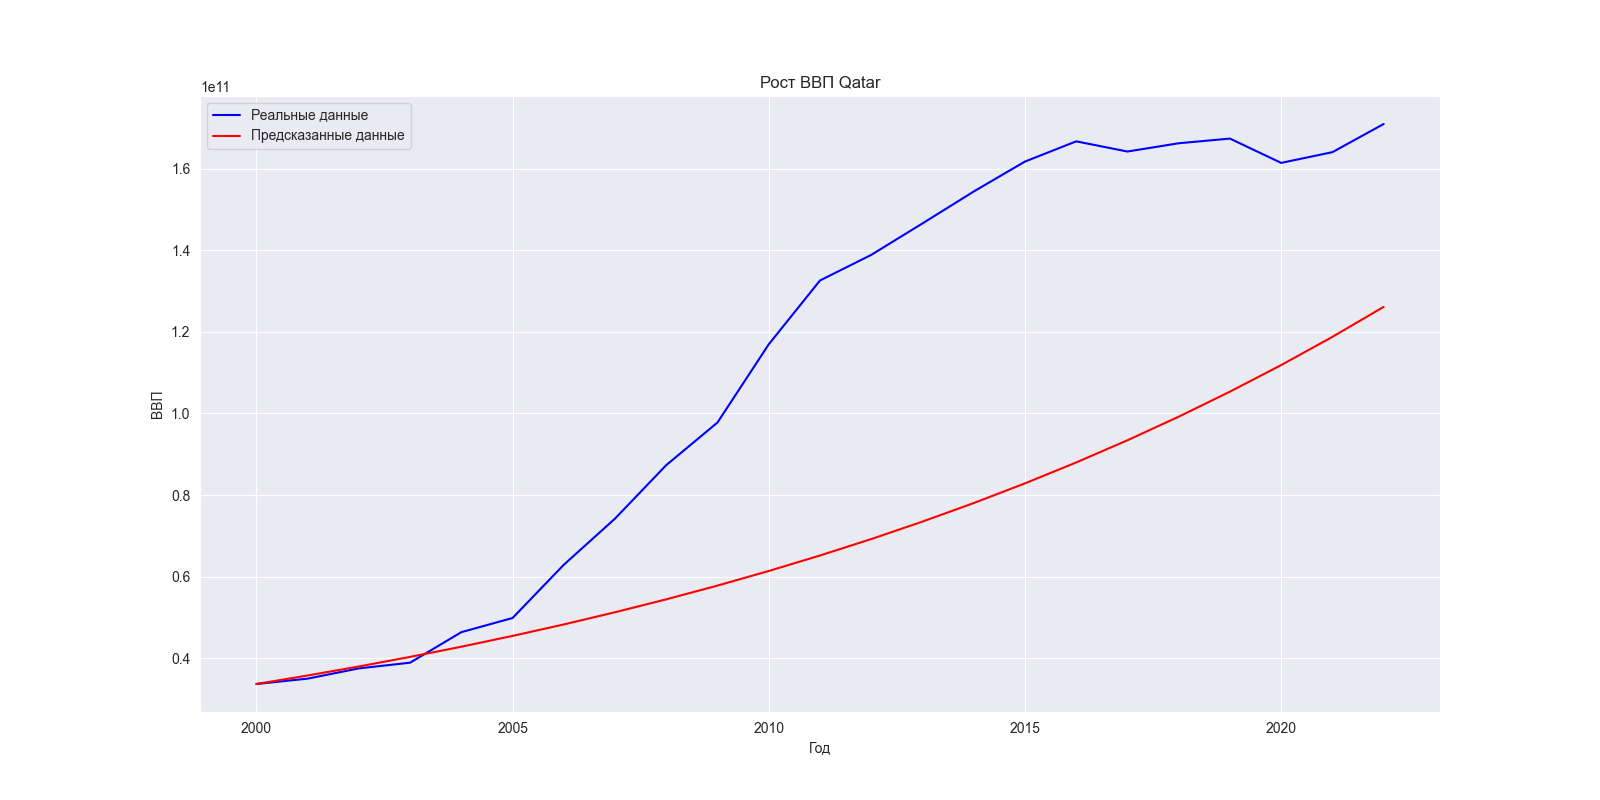 Рост ВВП Qatar
1e11
Реальные данные
Предсказанные данные
1.6
1.4
1.2
1.0
0.8
0.6
0.4
ВВП
2000 2005 2010 2015 2020
Год